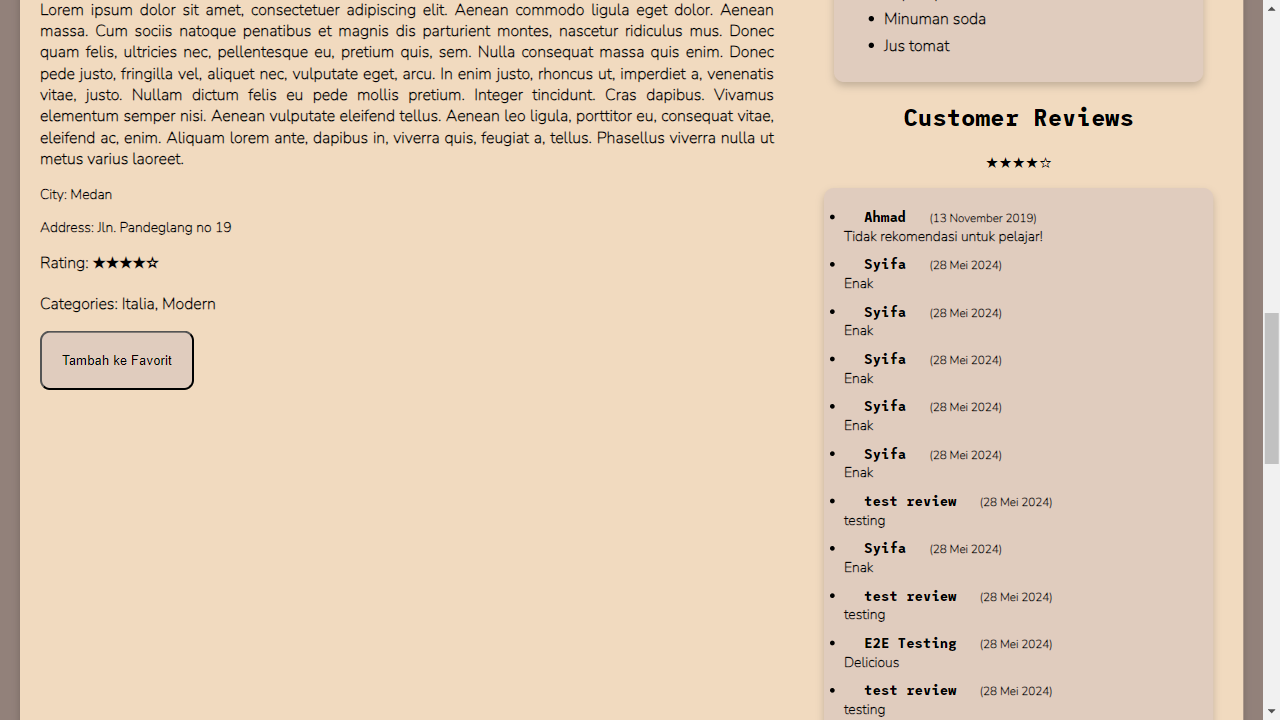 Lorem ipsum dolor sit amet, consectetuer adipiscing elit. Aenean commodo ligula eget dolor. Aenean
massa. Cum sociis natoque penatibus et magnis dis parturient montes, nascetur ridiculus mus. Donec
quam felis, ultricies nec, pellentesque eu, pretium quis, sem. Nulla consequat massa quis enim. Donec
pede justo, fringilla vel, aliquet nec, vulputate eget, arcu. In enim justo, rhoncus ut, imperdiet a, venenatis
vitae, justo. Nullam dictum felis eu pede mollis pretium. Integer tincidunt. Cras dapibus. Vivamus
elementum semper nisi. Aenean vulputate eleifend tellus. Aenean leo ligula, porttitor eu, consequat vitae,
eleifend ac, enim. Aliquam lorem ante, dapibus in, viverra quis, feugiat a, tellus. Phasellus viverra nulla ut
metus varius laoreet.
City: Medan
Address: Jln. Pandeglang no 19
Rating: ★★★★☆
Categories: Italia, Modern
Tambah ke Favorit
• Minuman soda
• Jus tomat
Customer Reviews
★★★★☆
• Ahmad (13 November 2019)
Tidak rekomendasi untuk pelajar!
• Syifa (28 Mei 2024)
Enak
• Syifa (28 Mei 2024)
Enak
• Syifa (28 Mei 2024)
Enak
• Syifa (28 Mei 2024)
Enak
• Syifa (28 Mei 2024)
Enak
• test review (28 Mei 2024)
testing
• Syifa (28 Mei 2024)
Enak
• test review (28 Mei 2024)
testing
• E2E Testing (28 Mei 2024)
Delicious
• test review (28 Mei 2024)
testing